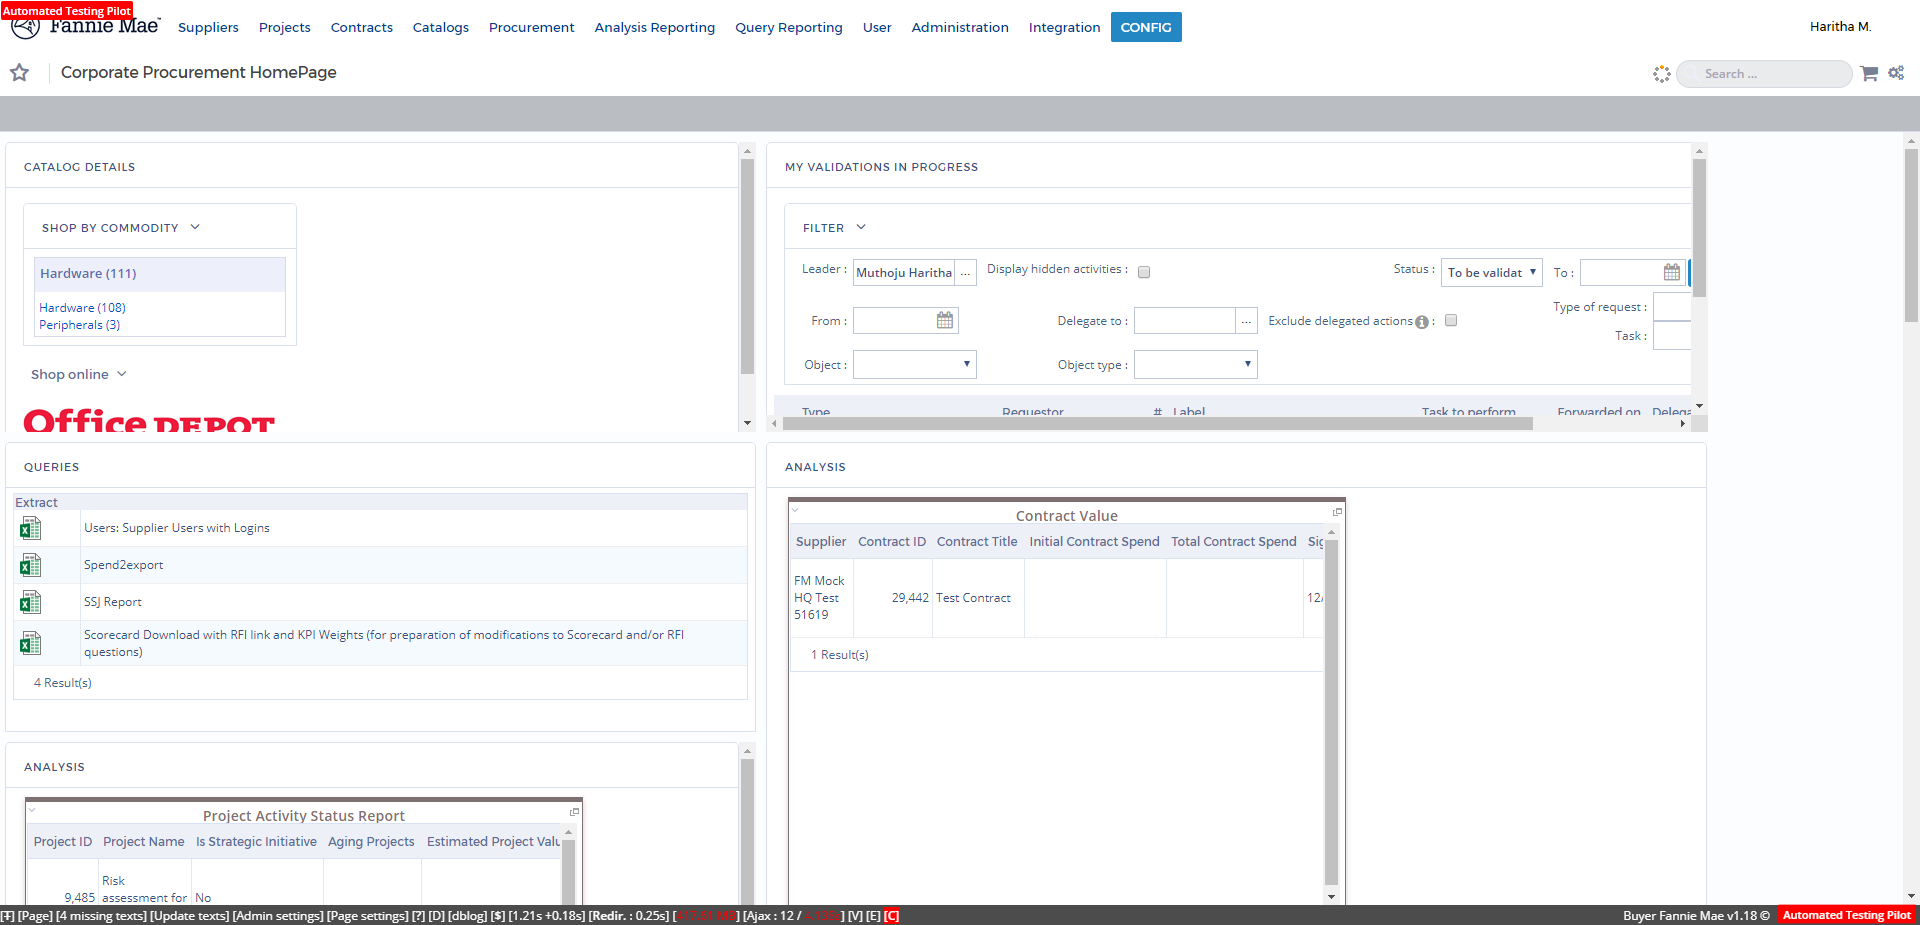 Automated Testing Pilot
Fannie Mae
Suppliers Projects Contracts Catalogs Procurement Analysis Reporting Query Reporting User Administration Integration CONFIG
Haritha M.
Corporate Procurement HomePage
Search ...
CATALOG DETAILS
SHOP BY COMMODITY
Hardware (111)
Hardware (108)
Peripherals (3)
Shop online
Office DEPOT
MY VALIDATIONS IN PROGRESS
FILTER
Leader : Muthoju Haritha ... Display hidden activities : Status : To be validat To :
From : Delegate to : ... Exclude delegated actions : Type of request :
Task :
Object : Object type :
Type Requestor # Label Task to perform Forwarded on Delega
QUERIES
Extract
Users: Supplier Users with Logins
Spend2export
SSJ Report
Scorecard Download with RFI link and KPI Weights (for preparation of modifications to Scorecard and/or RFI
questions)
4 Result(s)
ANALYSIS
Contract Value
Supplier Contract ID Contract Title Initial Contract Spend Total Contract Spend Sig
FM Mock
HQ Test
51619
29,442 Test Contract 12/
1 Result(s)
ANALYSIS
Project Activity Status Report
Project ID Project Name Is Strategic Initiative Aging Projects Estimated Project Valu
Risk
9,485 assessment for No
[T] [Page] [4 missing texts] [Update texts] [Admin settings] [Page settings] [?] [D] [dblog] [$] [1.21s +0.18s] [Redir. : 0.25s] [Ajax : 12 / ] [V] [E] [C]
Buyer Fannie Mae v1.18 © Automated Testing Pilot